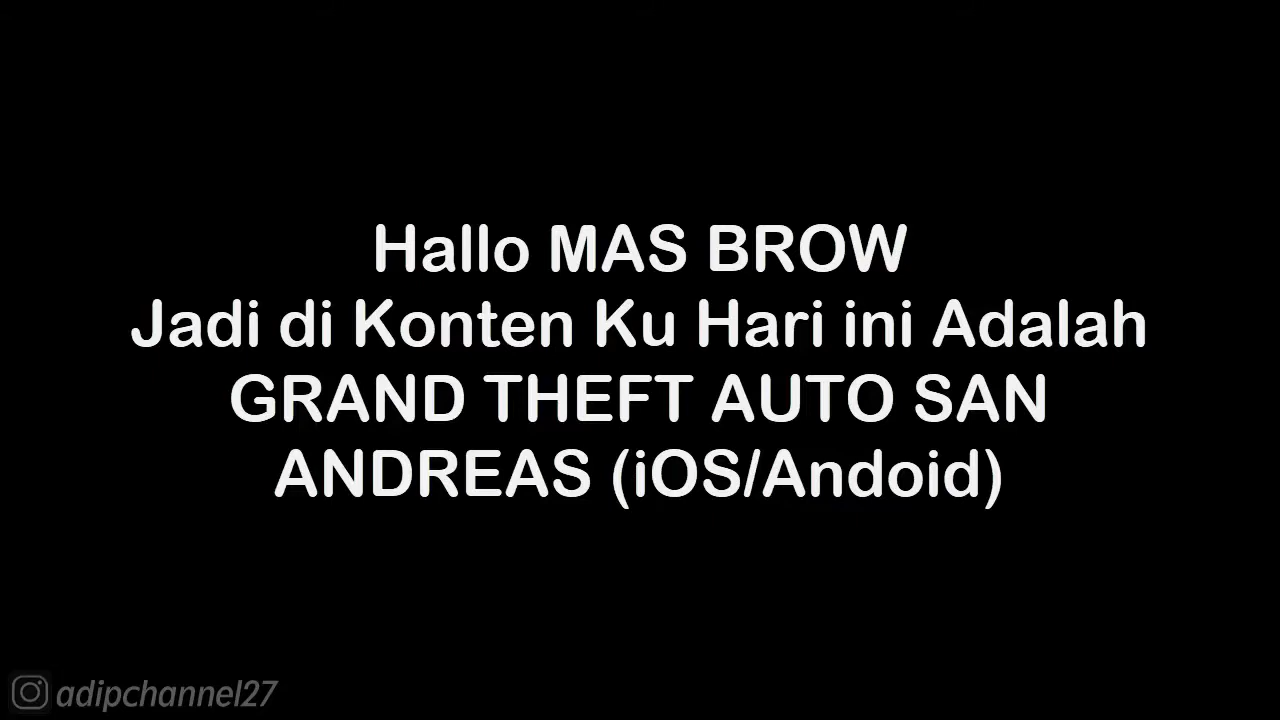 Hallo MAS BROW
Jadi di Konten Ku Hari ini Adalah
GRAND THEFT AUTO SAN
ANDREAS (iOS/Andoid)
adipchannel27